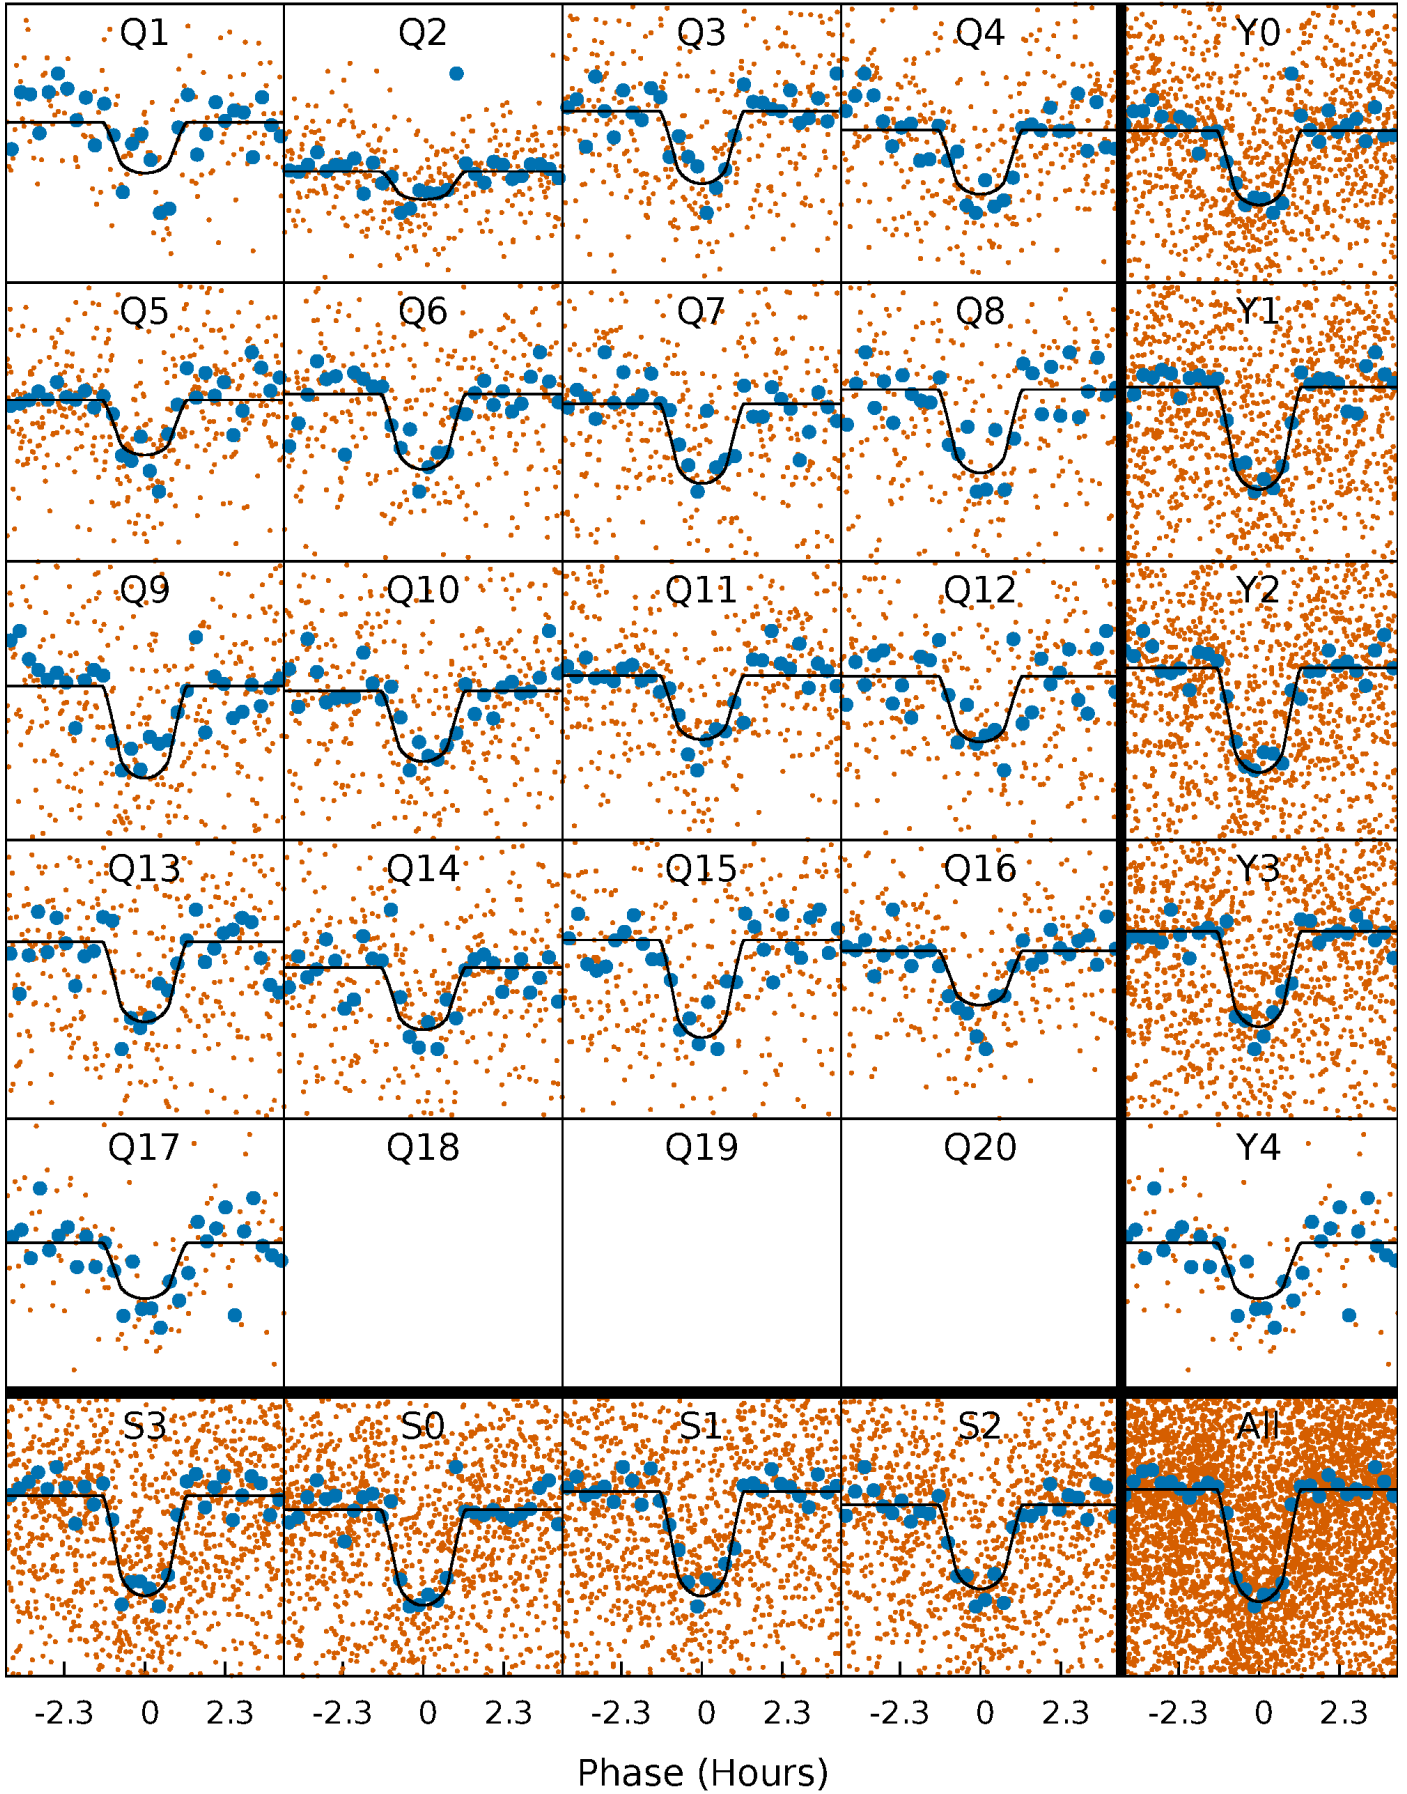 Q1 Q2 Q3 Q4 Y0
Q5 Q6 Q7 Q8 Y1
Q9 Q10 Q11 Q12 Y2
Q13 Q14 Q15 Q16 Y3
Q17 Q18 Q19 Q20 Y4
S3 S0 S1 S2 All
-2.3 0 2.3 -2.3 0 2.3 -2.3 0 2.3 -2.3 0 2.3 -2.3 0 2.3
Phase (Hours)